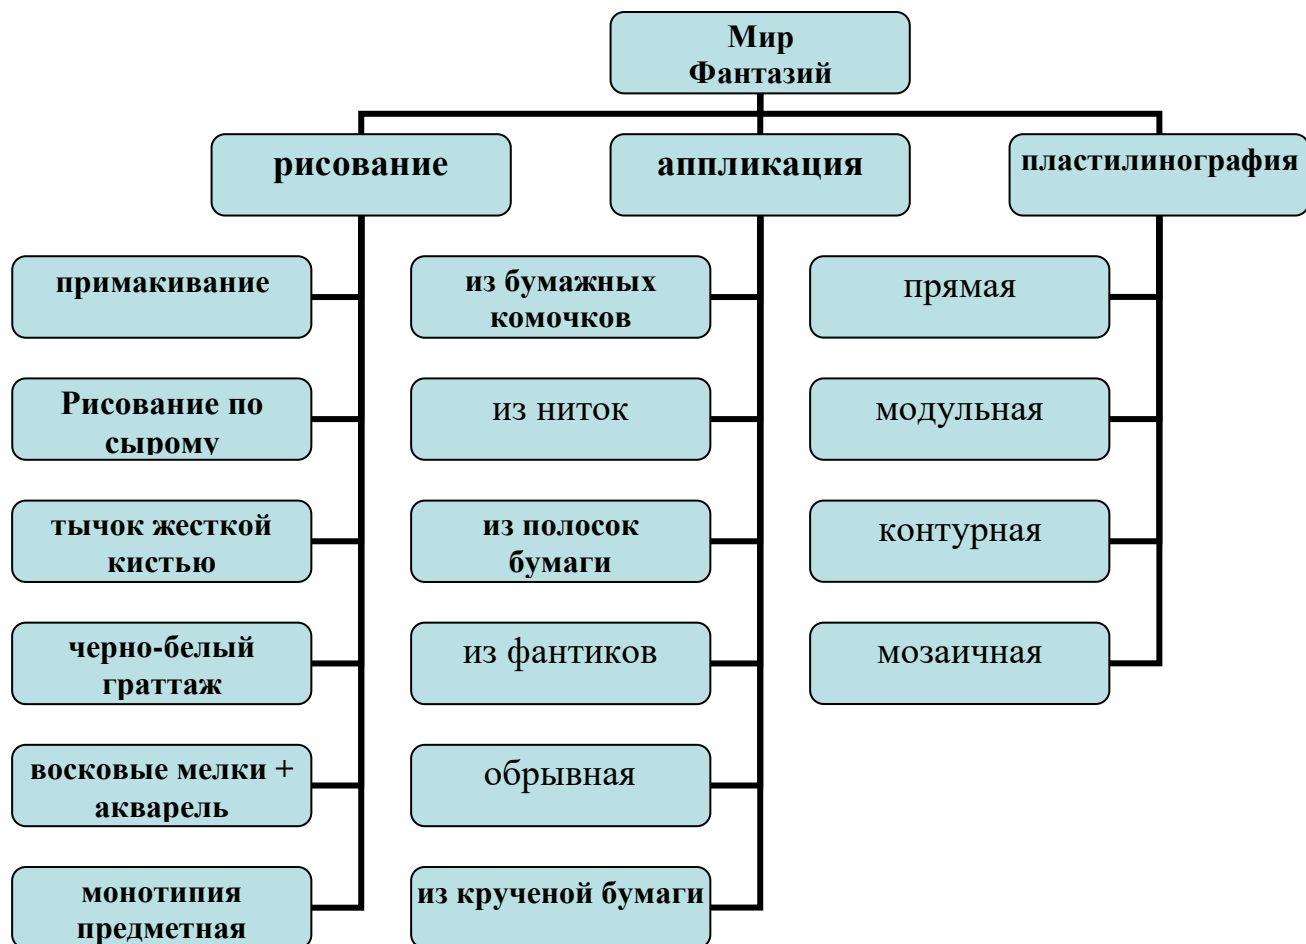 Мир
Фантазий
рисование
аппликация
пластилинография
примакивание
из бумажных
комочков
прямая
Рисование по
сырому
из ниток
модульная
тычок жесткой
кистью
из полосок
бумаги
контурная
черно-белый
граттаж
из фантиков
мозаичная
восковые мелки +
акварель
обрывная
монотипия
предметная
из крученой бумаги